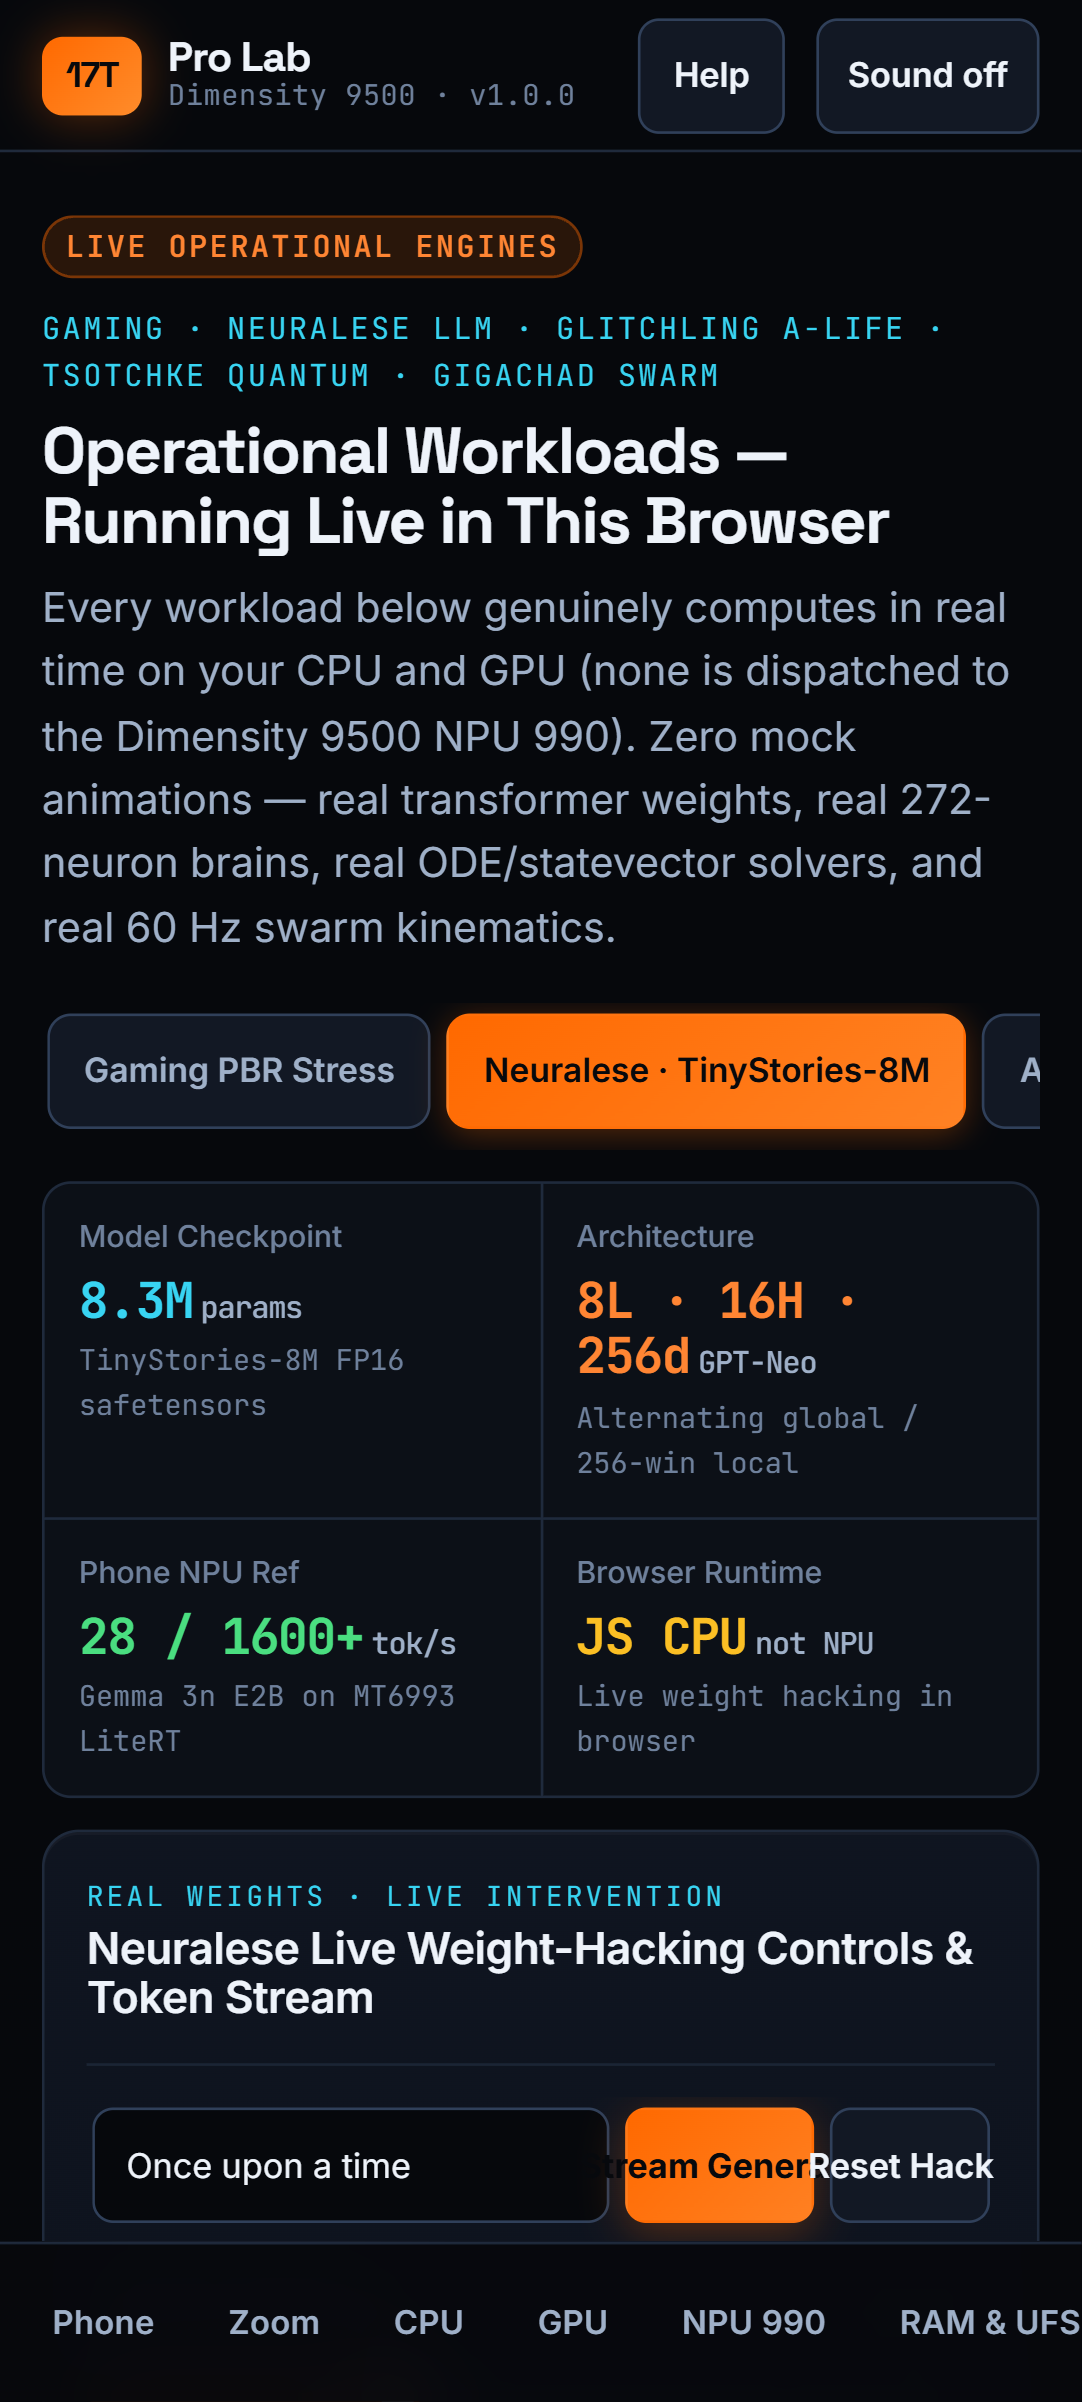 17T
Pro Lab
Dimensity 9500 · v1.0.0
Help
Sound off
LIVE OPERATIONAL ENGINES
GAMING · NEURALESE LLM · GLITCHLING A-LIFE ·
TSOTCHKE QUANTUM · GIGACHAD SWARM
Operational Workloads —
Running Live in This Browser
Every workload below genuinely computes in real
time on your CPU and GPU (none is dispatched to
the Dimensity 9500 NPU 990). Zero mock
animations — real transformer weights, real 272-
neuron brains, real ODE/statevector solvers, and
real 60 Hz swarm kinematics.
Gaming PBR Stress
Neuralese · TinyStories-8M
Model Checkpoint
8.3M params
TinyStories-8M FP16
safetensors
Architecture
8L · 16H ·
256d GPT-Neo
Alternating global /
256-win local
Phone NPU Ref
28 / 1600+ tok/s
Gemma 3n E2B on MT6993
LiteRT
Browser Runtime
JS CPU not NPU
Live weight hacking in
browser
REAL WEIGHTS · LIVE INTERVENTION
Neuralese Live Weight-Hacking Controls &
Token Stream
Once upon a time
tream Gener
Reset Hack
Phone
Zoom
CPU
GPU
NPU 990
RAM & UFS